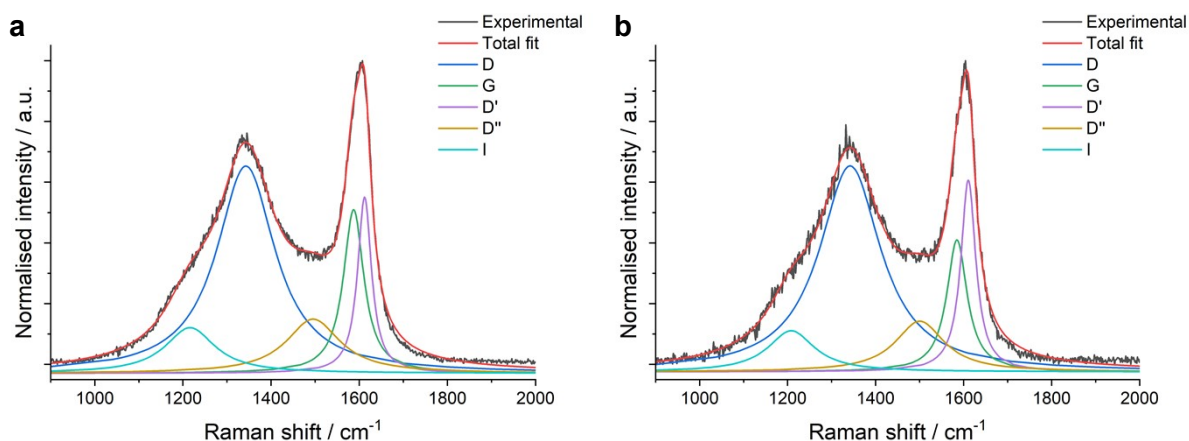 a
Experimental
Total fit
D
G
D'
D"
I
Normalised intensity / a.u.
1000 1200 1400 1600 1800 2000
Raman shift / cm-1
b
Experimental
Total fit
D
G
D'
D"
I
Normalised intensity / a.u.
1000 1200 1400 1600 1800 2000
Raman shift / cm-1